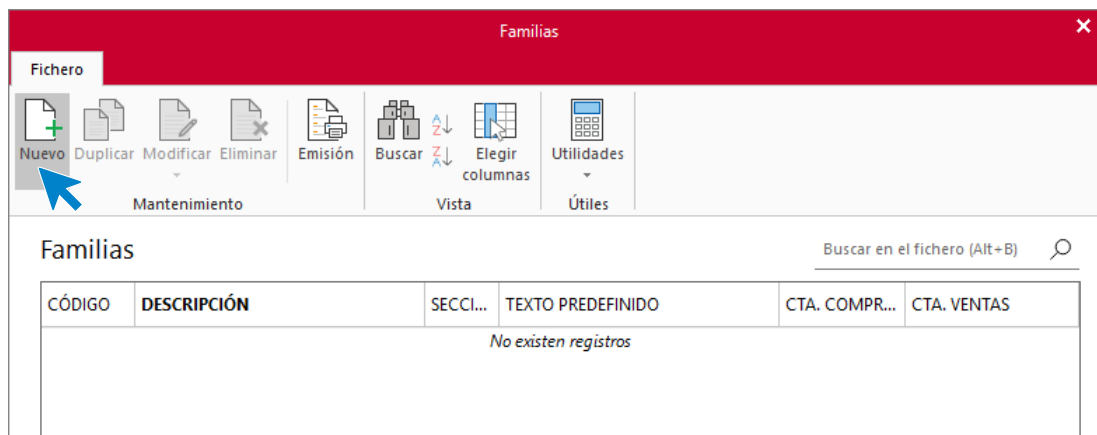 Familias
Fichero
Nuevo Duplicar Modificar Eliminar Emisión Buscar Elegir columnas Utilidades
Mantenimiento Vista Útiles
Familias Buscar en el fichero (Alt+B)
CÓDIGO DESCRIPCIÓN SECCI... TEXTO PREDEFINIDO CTA. COMPR... CTA. VENTAS
No existen registros